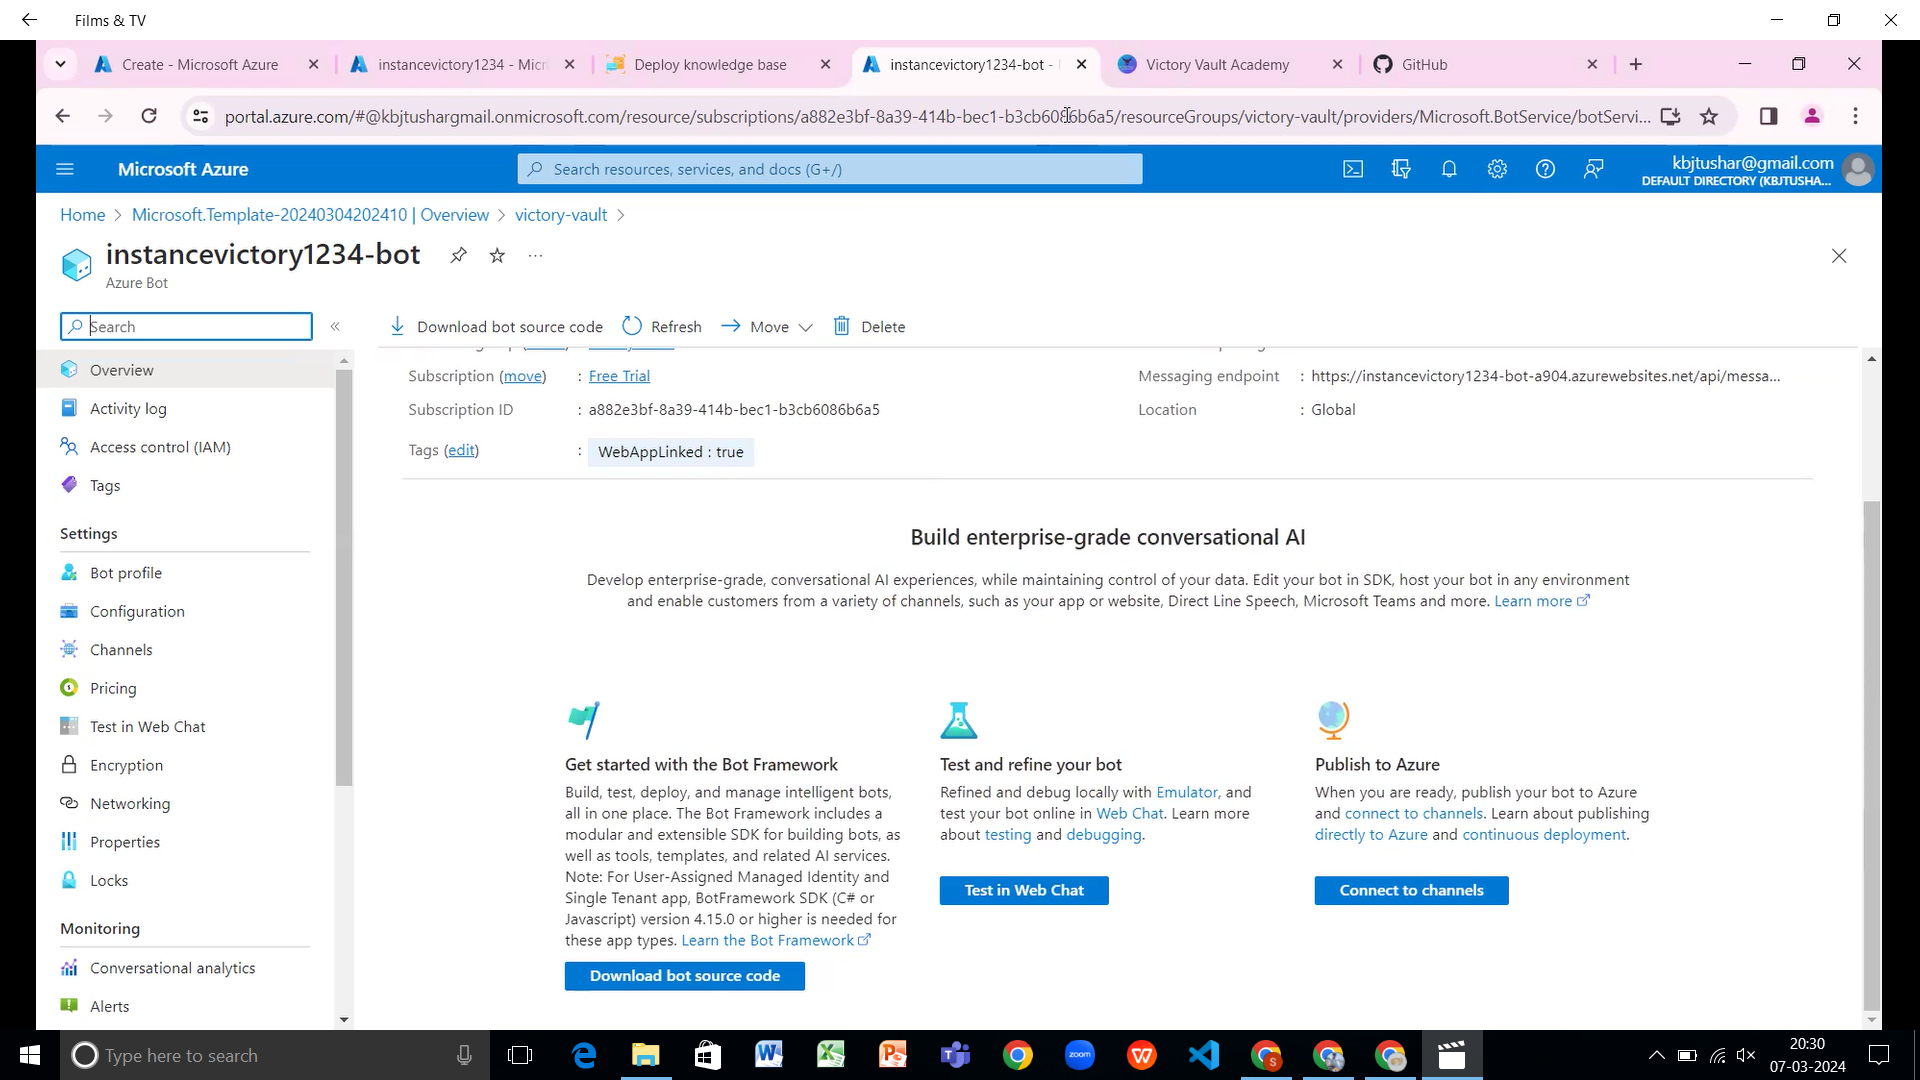 Films & TV
Create - Microsoft Azure
instancevictory1234 - Micr
Deploy knowledge base
instancevictory1234-bot -
Victory Vault Academy
GitHub
portal.azure.com/#@kbjtushargmail.onmicrosoft.com/resource/subscriptions/a882e3bf-8a39-414b-bec1-b3cb6086b6a5/resourceGroups/victory-vault/providers/Microsoft.BotService/botServi...
Microsoft Azure
Search resources, services, and docs (G+/)
kbjtushar@gmail.com
DEFAULT DIRECTORY (KBJTUSHA...
Home > Microsoft.Template-20240304202410 | Overview > victory-vault >
instancevictory1234-bot
Azure Bot
Search
Download bot source code
Refresh
Move
Delete
Overview
Activity log
Access control (IAM)
Tags
Settings
Bot profile
Configuration
Channels
Pricing
Test in Web Chat
Encryption
Networking
Properties
Locks
Monitoring
Conversational analytics
Alerts
Subscription (move) : Free Trial
Subscription ID : a882e3bf-8a39-414b-bec1-b3cb6086b6a5
Tags (edit) : WebAppLinked : true
Messaging endpoint : https://instancevictory1234-bot-a904.azurewebsites.net/api/messa...
Location : Global
Build enterprise-grade conversational AI
Develop enterprise-grade, conversational AI experiences, while maintaining control of your data. Edit your bot in SDK, host your bot in any environment
and enable customers from a variety of channels, such as your app or website, Direct Line Speech, Microsoft Teams and more. Learn more
Get started with the Bot Framework
Build, test, deploy, and manage intelligent bots,
all in one place. The Bot Framework includes a
modular and extensible SDK for building bots, as
well as tools, templates, and related AI services.
Note: For User-Assigned Managed Identity and
Single Tenant app, BotFramework SDK (C# or
Javascript) version 4.15.0 or higher is needed for
these app types. Learn the Bot Framework
Download bot source code
Test and refine your bot
Refined and debug locally with Emulator, and
test your bot online in Web Chat. Learn more
about testing and debugging.
Test in Web Chat
Publish to Azure
When you are ready, publish your bot to Azure
and connect to channels. Learn about publishing
directly to Azure and continuous deployment.
Connect to channels
Type here to search
zoom
20:30
07-03-2024